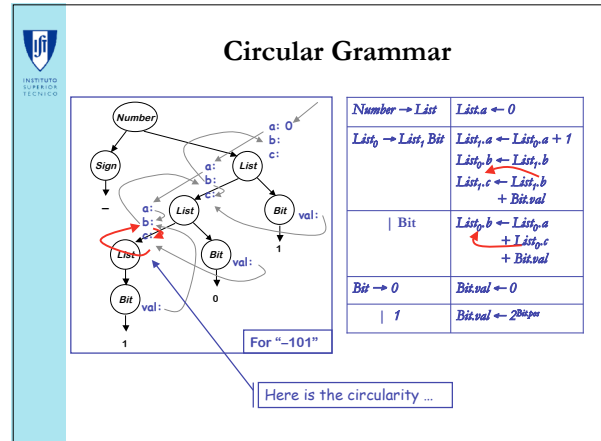 Circular Grammar
INSTITUTO
SUPERIOR
TÉCNICO
Number
a: 0
b:
c:
Sign
a:
b:
c:
List
–
a:
b:
c:
List
Bit
val:
1
List
Bit
val:
0
Bit
val:
1
For “–101”
Number → List
List.a ← 0
List₀ → List₁ Bit
List₁.a ← List₀.a + 1
List₀.b ← List₁.b
List₁.c ← List₁.b
+ Bit.val
| Bit
List₀.b ← List₀.a
+ List₀.c
+ Bit.val
Bit → 0
Bit.val ← 0
| 1
Bit.val ← 2^Bit.pos
Here is the circularity …